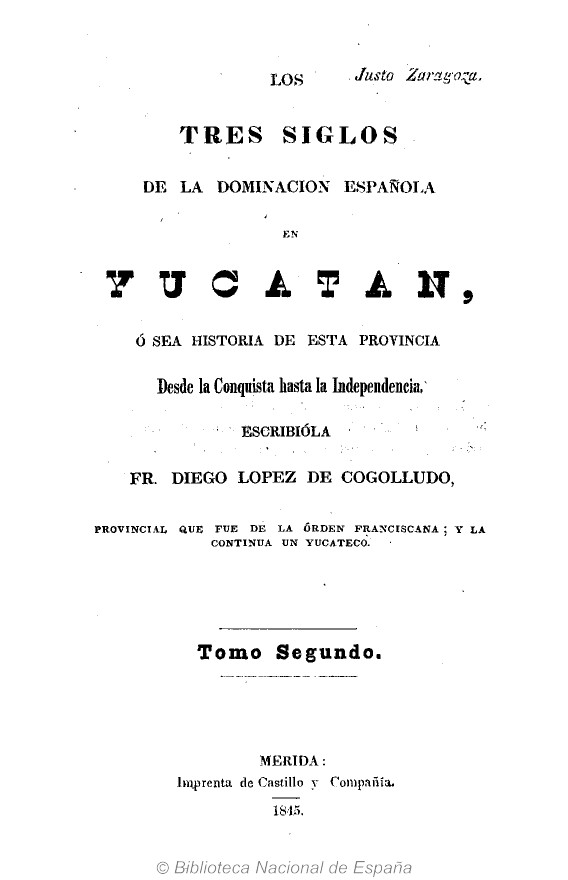 LOS
Justo Zaragoza.
TRES SIGLOS
DE LA DOMINACION ESPAÑOLA
EN
YUCATAN,
Ó SEA HISTORIA DE ESTA PROVINCIA
Desde la Conquista hasta la Independencia.
ESCRIBIÓLA
FR. DIEGO LOPEZ DE COGOLLUDO,
PROVINCIAL QUE FUE DE LA ÓRDEN FRANCISCANA; Y LA
CONTINUA UN YUCATECO.
Tomo Segundo.
MERIDA:
Imprenta de Castillo y Compañía.
1845.
© Biblioteca Nacional de España